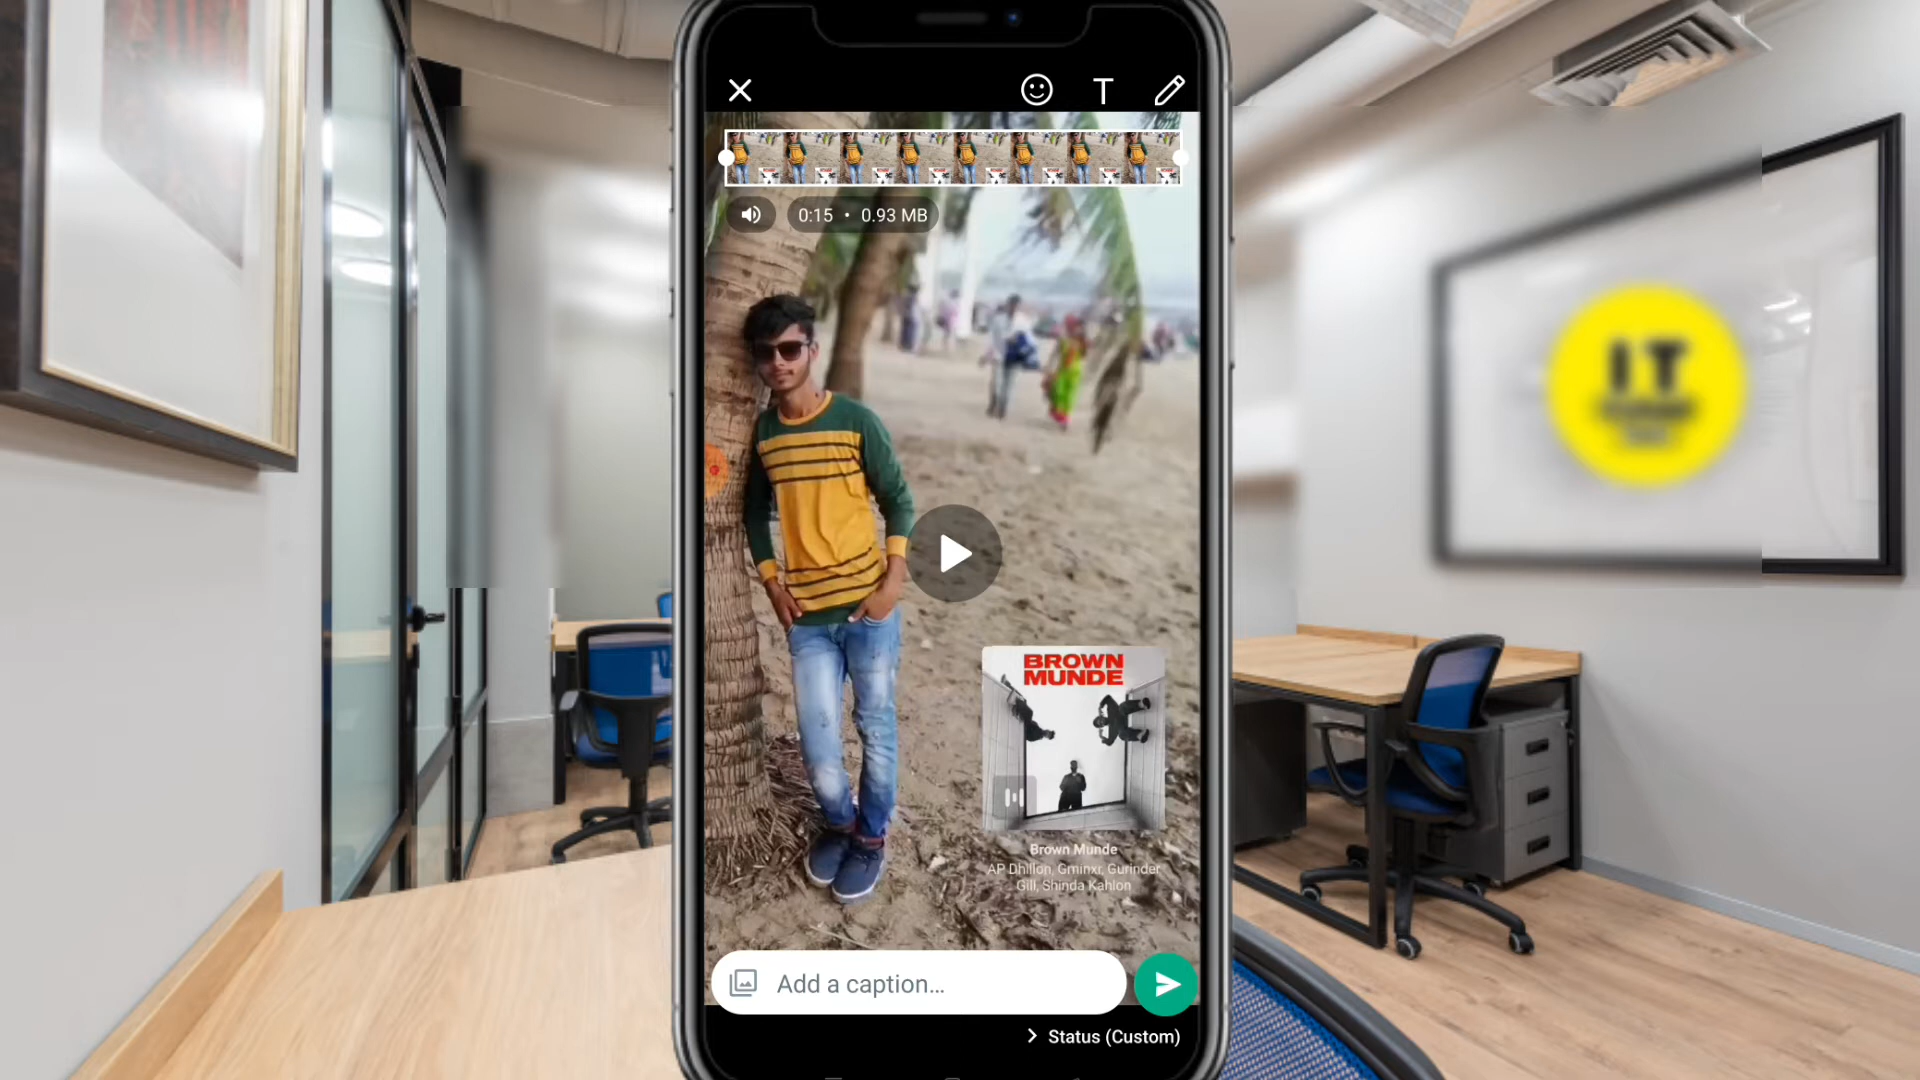 T
0:15 • 0.93 MB
IT
BROWN
MUNDE
Brown Munde
AP Dhillon, Gminxr, Gurinder
Gill, Shinda Kahlon
Add a caption...
Status (Custom)